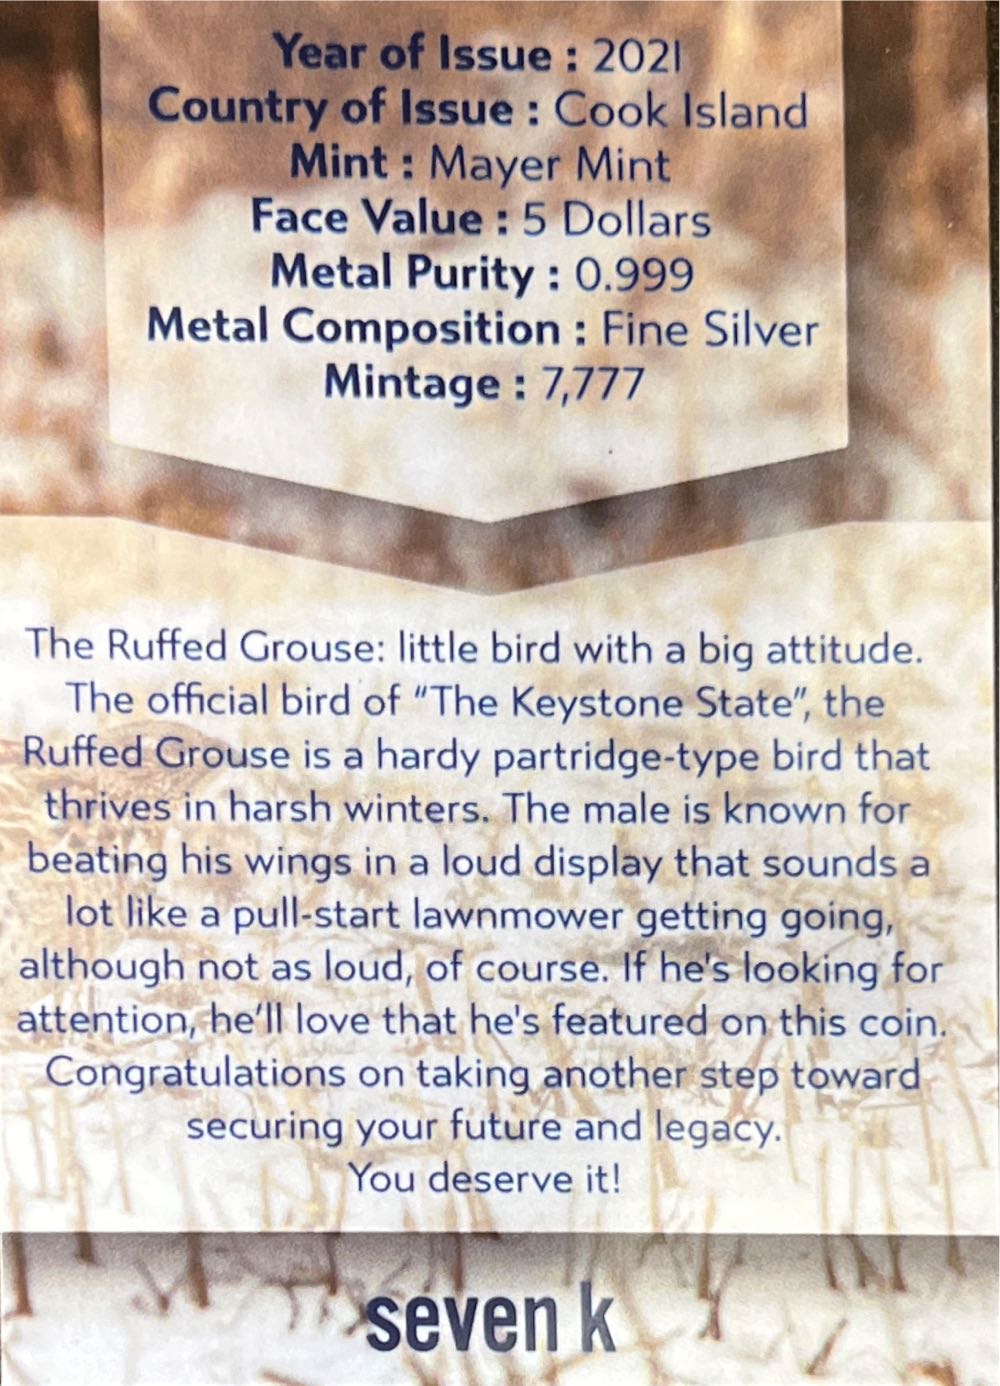 Year of Issue : 2021
Country of Issue : Cook Island
Mint : Mayer Mint
Face Value : 5 Dollars
Metal Purity : 0.999
Metal Composition : Fine Silver
Mintage : 7,777
The Ruffed Grouse: little bird with a big attitude.
The official bird of "The Keystone State", the
Ruffed Grouse is a hardy partridge-type bird that
thrives in harsh winters. The male is known for
beating his wings in a loud display that sounds a
lot like a pull-start lawnmower getting going,
although not as loud, of course. If he's looking for
attention, he'll love that he's featured on this coin.
Congratulations on taking another step toward
securing your future and legacy.
You deserve it!
seven k